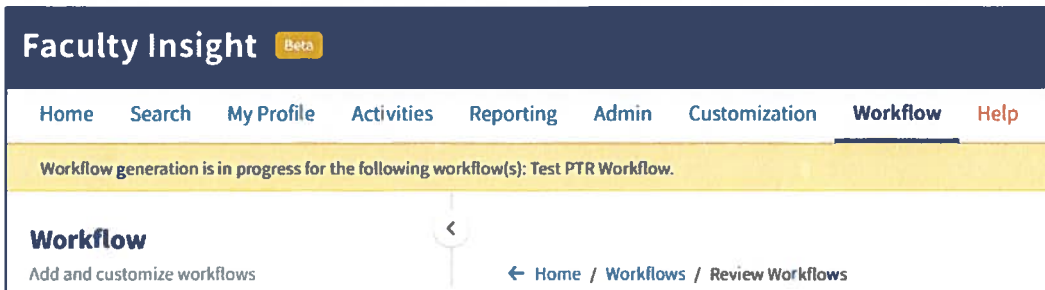 Faculty Insight Beta
Home Search My Profile Activities Reporting Admin Customization Workflow Help
Workflow generation is in progress for the following workflow(s): Test PTR Workflow.
Workflow
Add and customize workflows
← Home / Workflows / Review Workflows